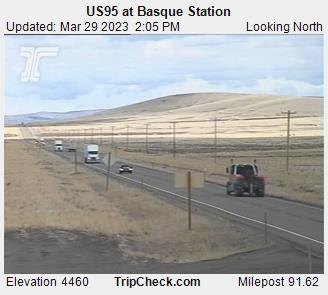 US95 at Basque Station
Updated: Mar 29 2023 2:05 PM Looking North
Elevation 4460 TripCheck.com Milepost 91.62